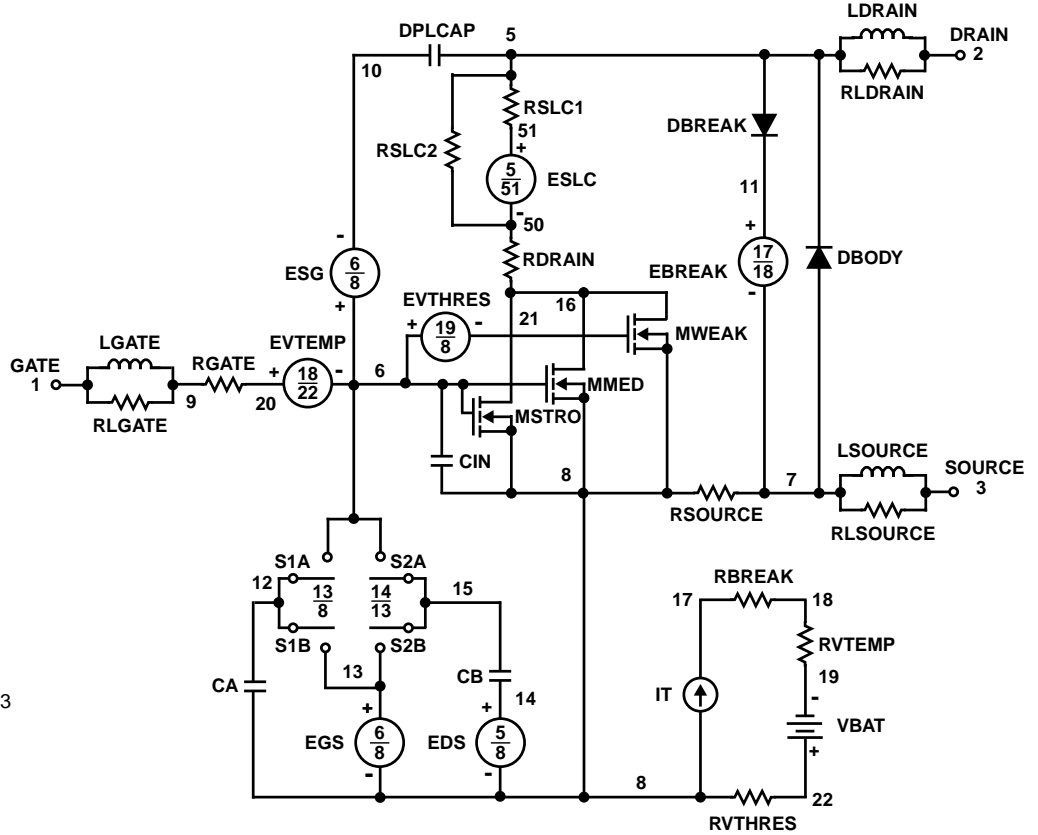 LDRAIN
DPLCAP
5
DRAIN
2
10
RLDRAIN
RSLC1
51
DBREAK
RSLC2
+
5
51
ESLC
11
-
50
-
+
RDRAIN
17
18
DBODY
ESG
6
8
EBREAK
-
+
EVTHRES
16
21
+
19
8
-
MWEAK
LGATE
EVTEMP
GATE
1
RGATE
+
18
22
-
6
MMED
9
20
MSTRO
RLGATE
CIN
8
7
LSOURCE
SOURCE
3
RSOURCE
RLSOURCE
S1A
S2A
12
13
8
14
13
15
RBREAK
17
18
S1B
S2B
RVTEMP
13
CB
19
CA
14
IT
-
3
+
+
VBAT
EGS
6
8
EDS
5
8
+
-
-
8
22
RVTHRES